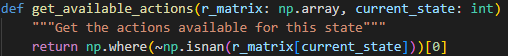 def get_available_actions(r_matrix: np.array, current_state: int)
    """Get the actions available for this state"""
    return np.where(~np.isnan(r_matrix[current_state]))[0]